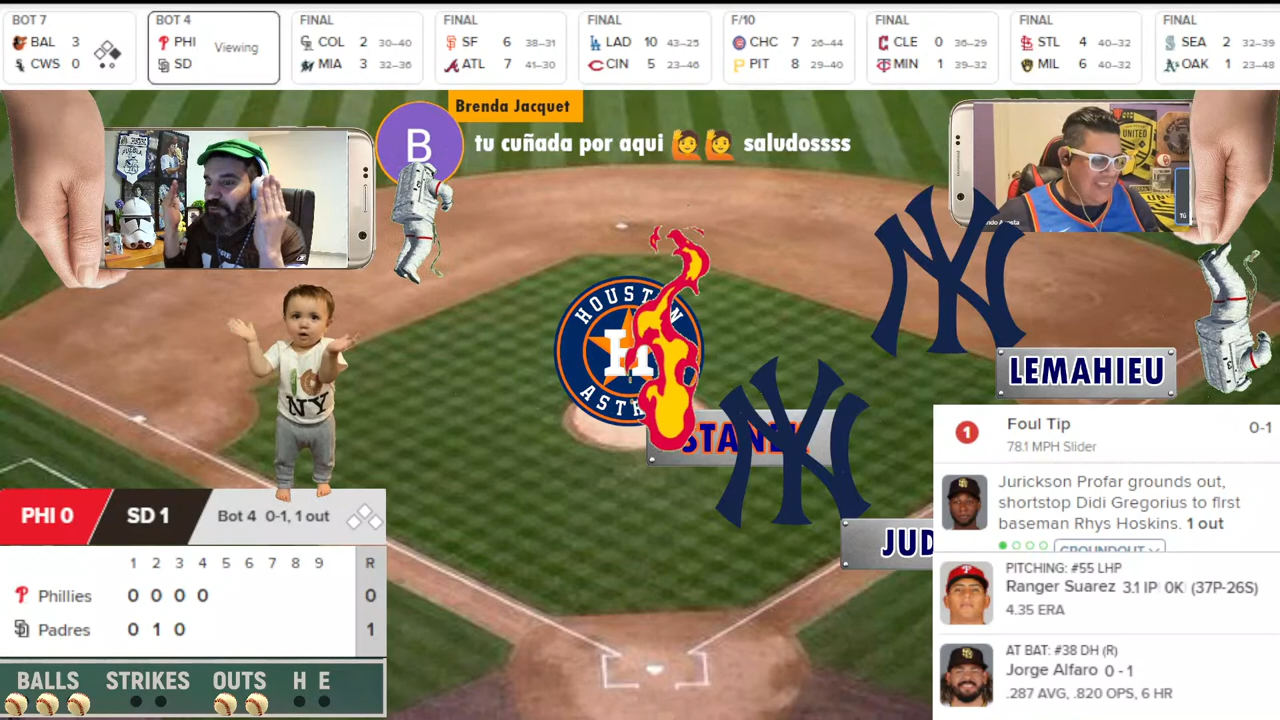 BOT 7
BAL 3
CWS 0
BOT 4
PHI
SD
Viewing
FINAL
COL 2 30-40
MIA 3 32-36
FINAL
SF 6 38-31
ATL 7 41-30
FINAL
LAD 10 43-25
CIN 5 23-46
F/10
CHC 7 26-44
PIT 8 29-40
FINAL
CLE 0 36-29
MIN 1 39-32
FINAL
STL 4 40-32
MIL 6 40-32
FINAL
SEA 2 32-39
OAK 1 23-48
Brenda Jacquet
B
tu cuñada por aqui 🙋🙋 saludossss
UNITED
Tú
HOUSTON
H
NY
NY
LEMAHIEU
NY
NY
JUD
Foul Tip 0-1
1
78.1 MPH Slider
Jurickson Profar grounds out,
shortstop Didi Gregorius to first
baseman Rhys Hoskins. 1 out
GROUNDOUT
PITCHING: #55 LHP
Ranger Suarez 3.1 IP 0K (37P-26S)
4.35 ERA
AT BAT: #38 DH (R)
Jorge Alfaro 0-1
.287 AVG, .820 OPS, 6 HR
PHI 0 SD 1 Bot 4 0-1, 1 out
1 2 3 4 5 6 7 8 9 R
Phillies 0 0 0 0 0
Padres 0 1 0 1
BALLS STRIKES OUTS H E